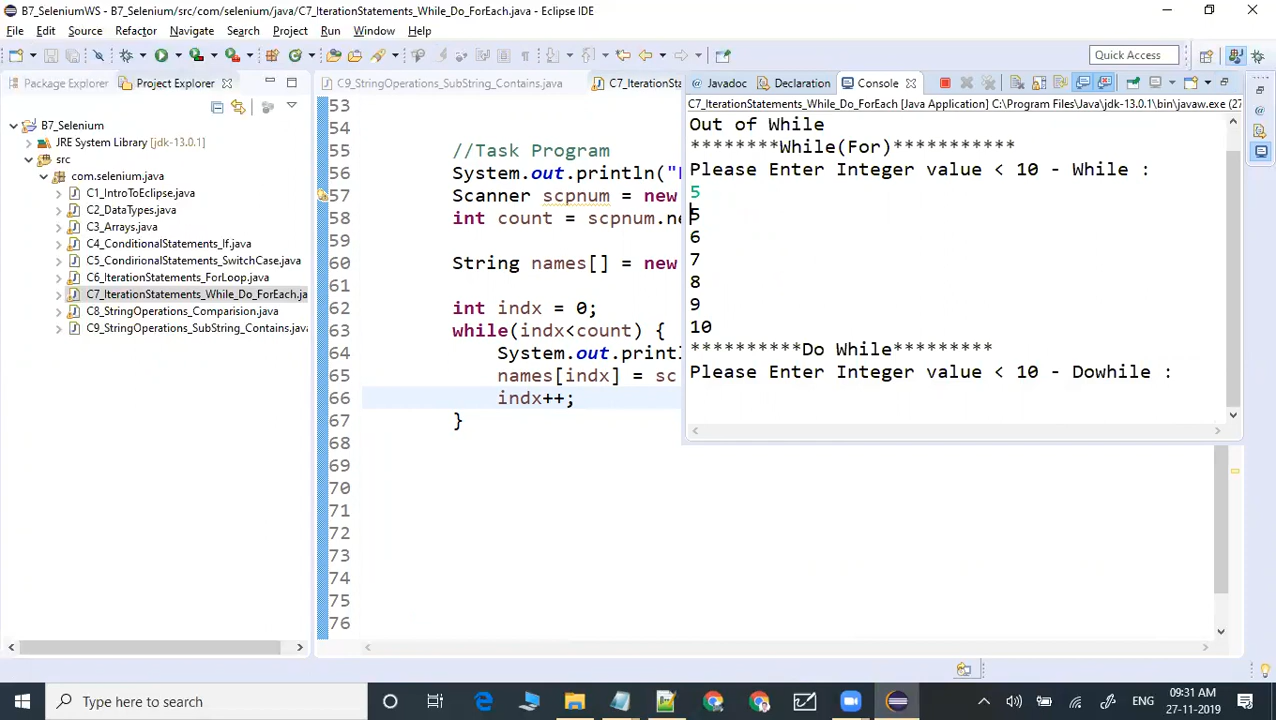 B7_SeleniumWS - B7_Selenium/src/com/selenium/java/C7_IterationStatements_While_Do_ForEach.java - Eclipse IDE
File Edit Source Refactor Navigate Search Project Run Window Help
Quick Access
Package Explorer Project Explorer
C9_StringOperations_SubString_Contains.java C7_IterationSt
Javadoc Declaration Console
B7_Selenium
JRE System Library [jdk-13.0.1]
src
com.selenium.java
C1_IntroToEclipse.java
C2_DataTypes.java
C3_Arrays.java
C4_ConditionalStatements_If.java
C5_ConditionalStatements_SwitchCase.java
C6_IterationStatements_ForLoop.java
C7_IterationStatements_While_Do_ForEach.ja
C8_StringOperations_Comparision.java
C9_StringOperations_SubString_Contains.java
53
54
55 //Task Program
56 System.out.println("
57 Scanner scpnum = new
58 int count = scpnum.ne
59
60 String names[] = new
61
62 int indx = 0;
63 while(indx<count) {
64 System.out.printl
65 names[indx] = sc
66 indx++;
67 }
68
69
70
71
72
73
74
75
76
C7_IterationStatements_While_Do_ForEach [Java Application] C:\Program Files\Java\jdk-13.0.1\bin\javaw.exe (27
Out of While
********While(For)***********
Please Enter Integer value < 10 - While :
5
5
6
7
8
9
10
**********Do While*********
Please Enter Integer value < 10 - Dowhile :
Type here to search
ENG
09:31 AM
27-11-2019